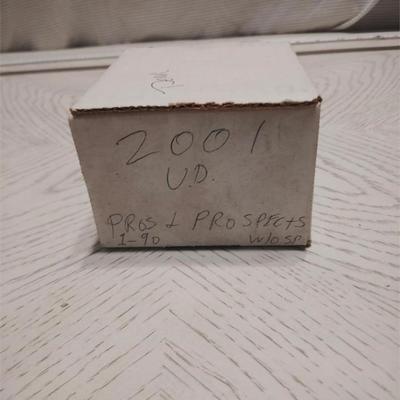 2001
U.D.
PROS & PROSPECTS
1-90 W/O SP